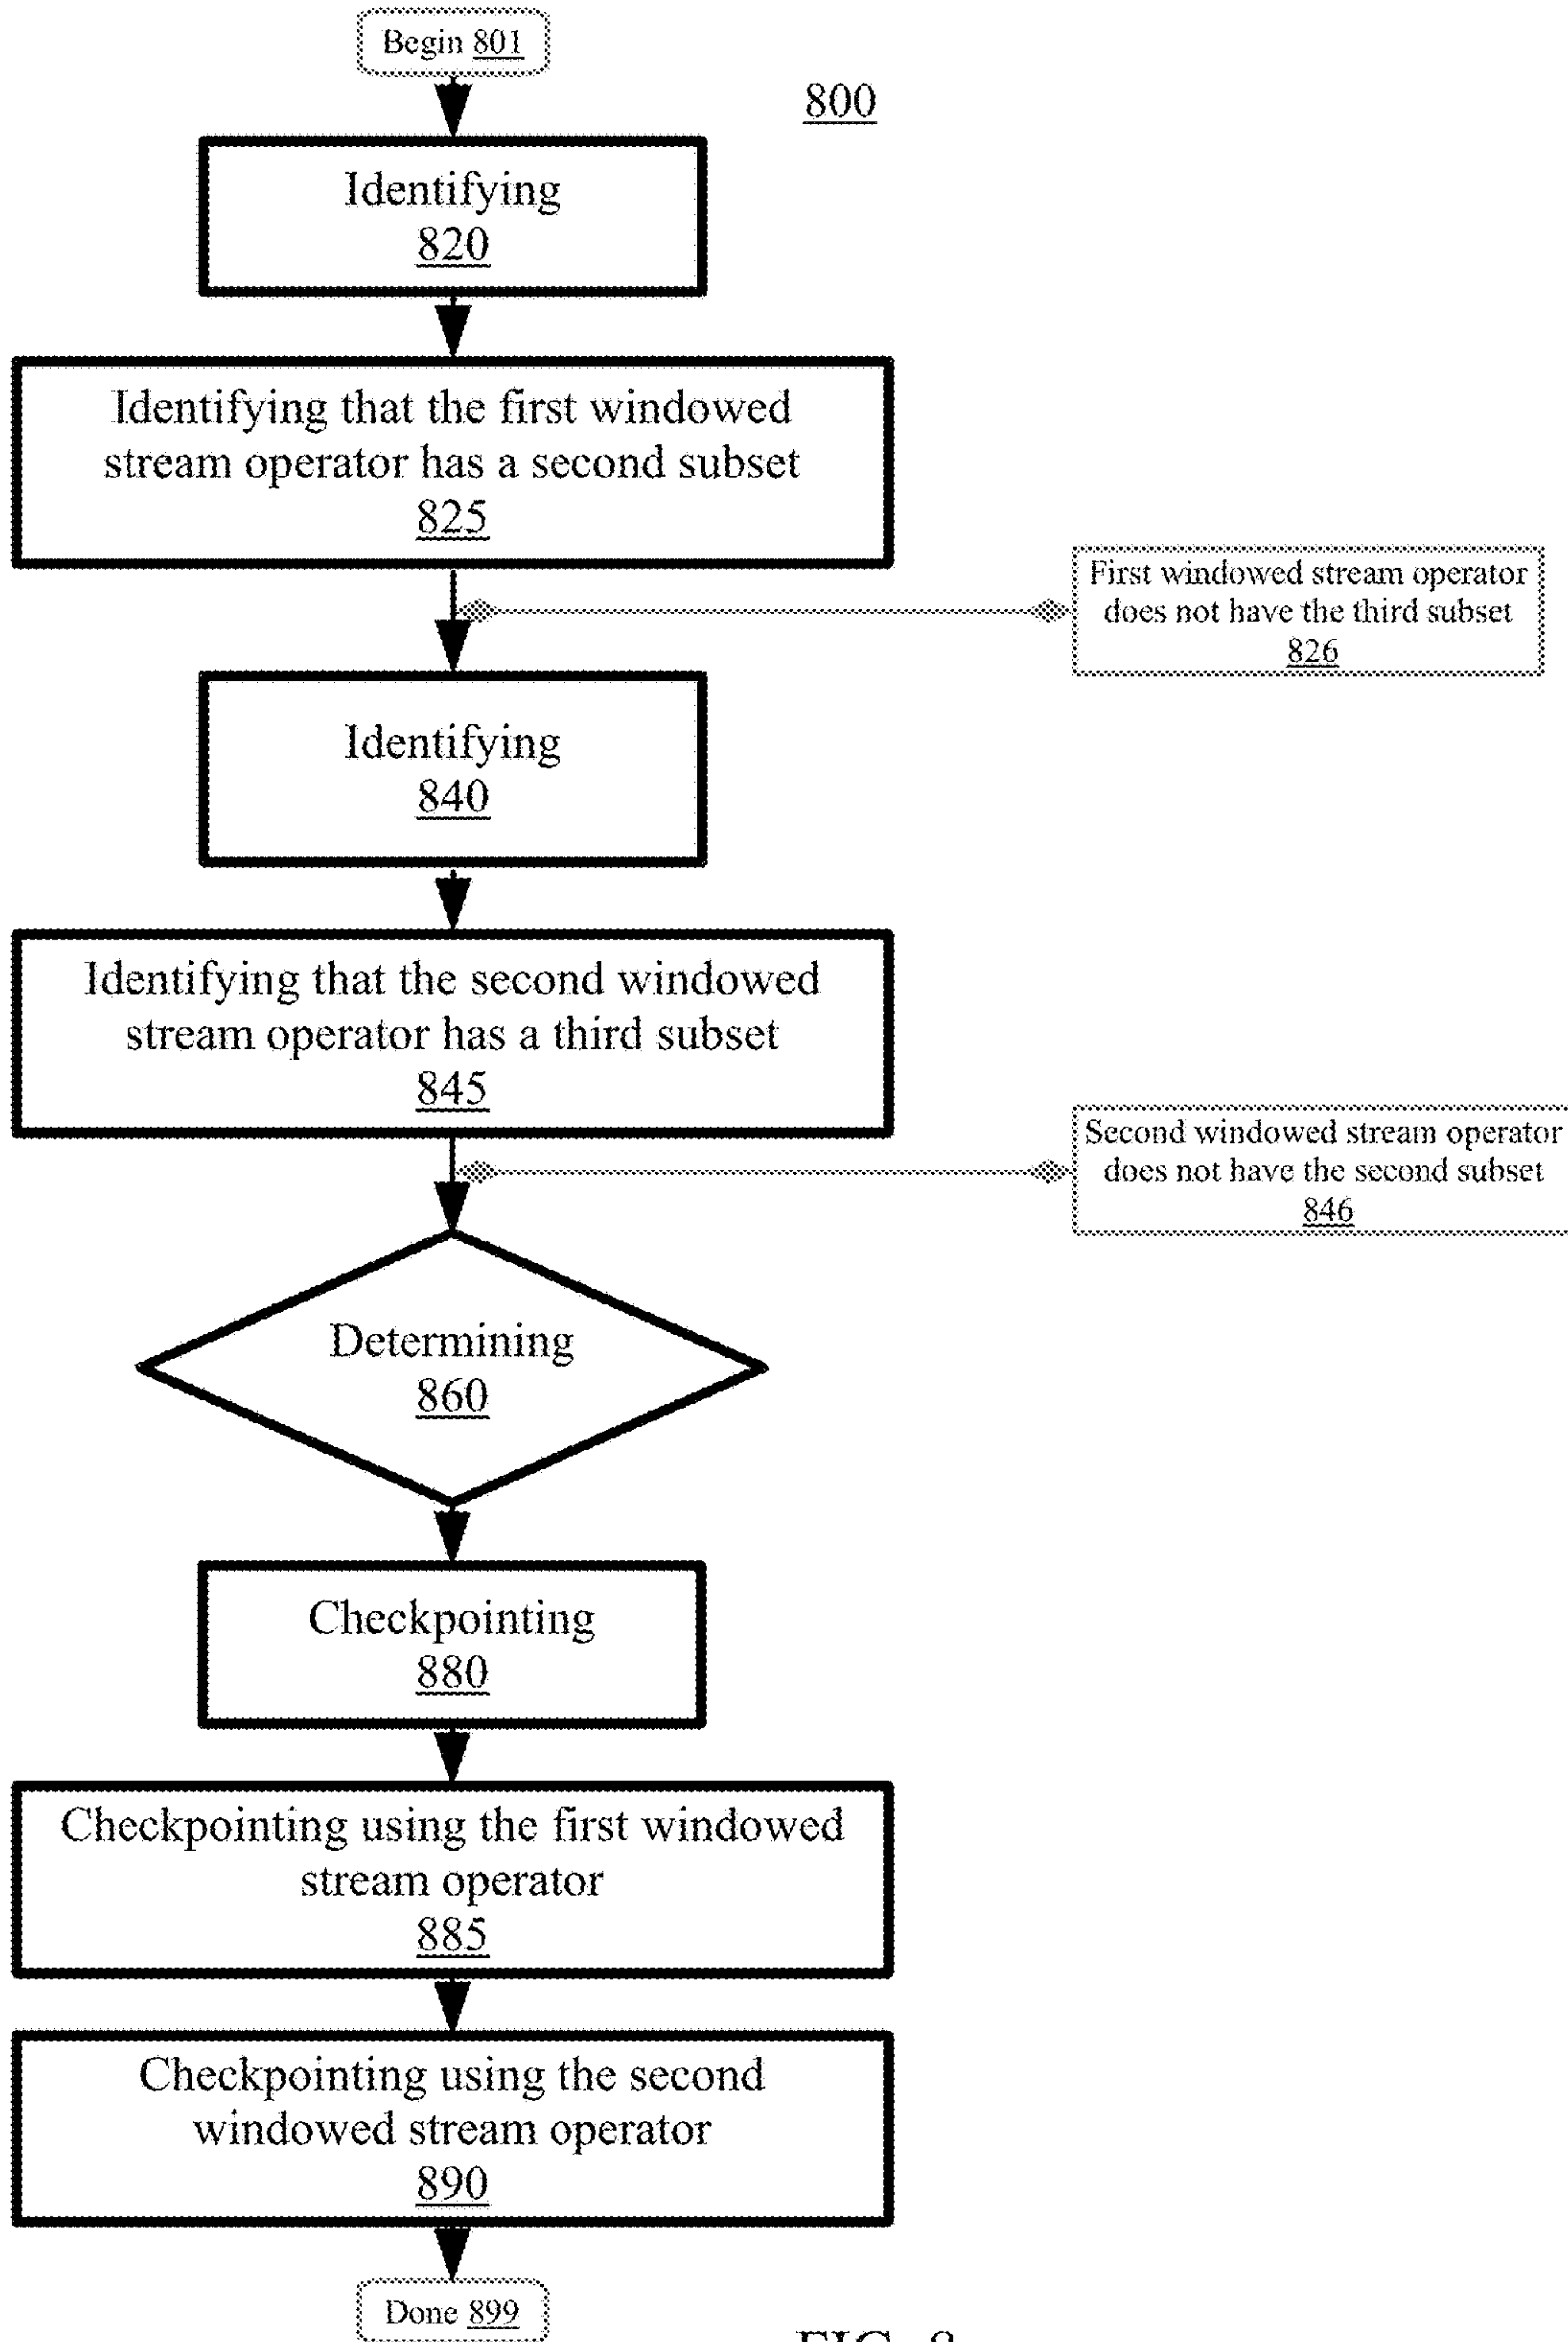 Begin 801
800
Identifying
820
Identifying that the first windowed
stream operator has a second subset
825
First windowed stream operator
does not have the third subset
826
Identifying
840
Identifying that the second windowed
stream operator has a third subset
845
Second windowed stream operator
does not have the second subset
846
Determining
860
Checkpointing
880
Checkpointing using the first windowed
stream operator
885
Checkpointing using the second
windowed stream operator
890
Done 899
FIG. 8